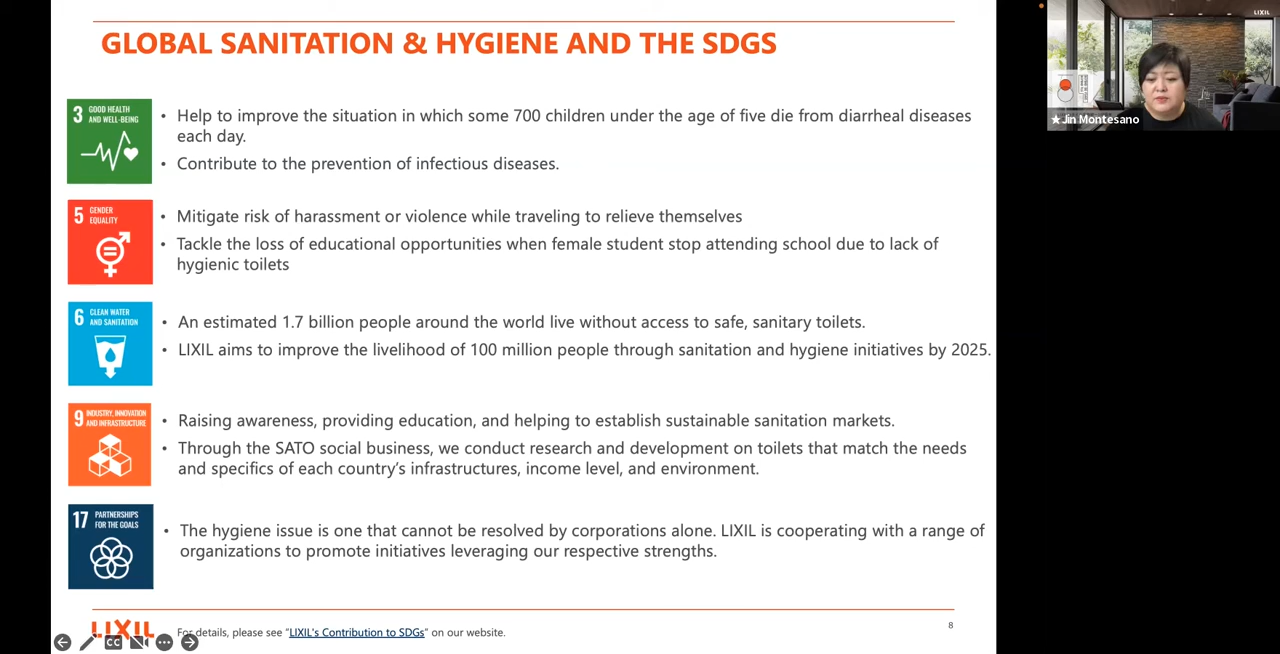 GLOBAL SANITATION & HYGIENE AND THE SDGS
3 GOOD HEALTH
AND WELL-BEING
• Help to improve the situation in which some 700 children under the age of five die from diarrheal diseases
each day.
• Contribute to the prevention of infectious diseases.
5 GENDER
EQUALITY
• Mitigate risk of harassment or violence while traveling to relieve themselves
• Tackle the loss of educational opportunities when female student stop attending school due to lack of
hygienic toilets
6 CLEAN WATER
AND SANITATION
• An estimated 1.7 billion people around the world live without access to safe, sanitary toilets.
• LIXIL aims to improve the livelihood of 100 million people through sanitation and hygiene initiatives by 2025.
9 INDUSTRY, INNOVATION
AND INFRASTRUCTURE
• Raising awareness, providing education, and helping to establish sustainable sanitation markets.
• Through the SATO social business, we conduct research and development on toilets that match the needs
and specifics of each country's infrastructures, income level, and environment.
17 PARTNERSHIPS
FOR THE GOALS
• The hygiene issue is one that cannot be resolved by corporations alone. LIXIL is cooperating with a range of
organizations to promote initiatives leveraging our respective strengths.
LIXIL
For details, please see "LIXIL's Contribution to SDGs" on our website.
8
CC
LIXIL
Jin Montesano